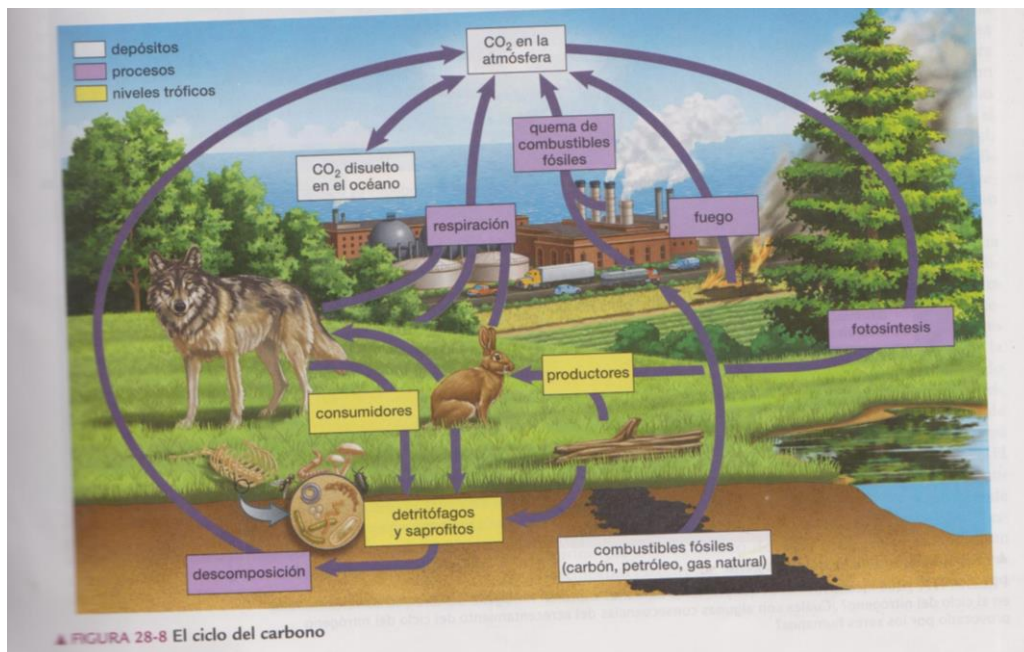 depósitos
procesos
niveles tróficos
CO₂ en la
atmósfera
quema de
combustibles
fósiles
CO₂ disuelto
en el océano
respiración
fuego
fotosíntesis
productores
consumidores
detritófagos
y saprofitos
combustibles fósiles
(carbón, petróleo, gas natural)
descomposición
FIGURA 28-8 El ciclo del carbono